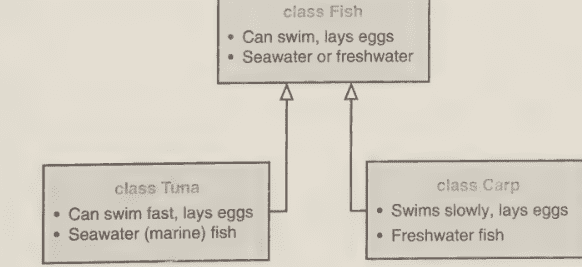 class Fish
• Can swim, lays eggs
• Seawater or freshwater
class Tuna
• Can swim fast, lays eggs
• Seawater (marine) fish
class Carp
• Swims slowly, lays eggs
• Freshwater fish